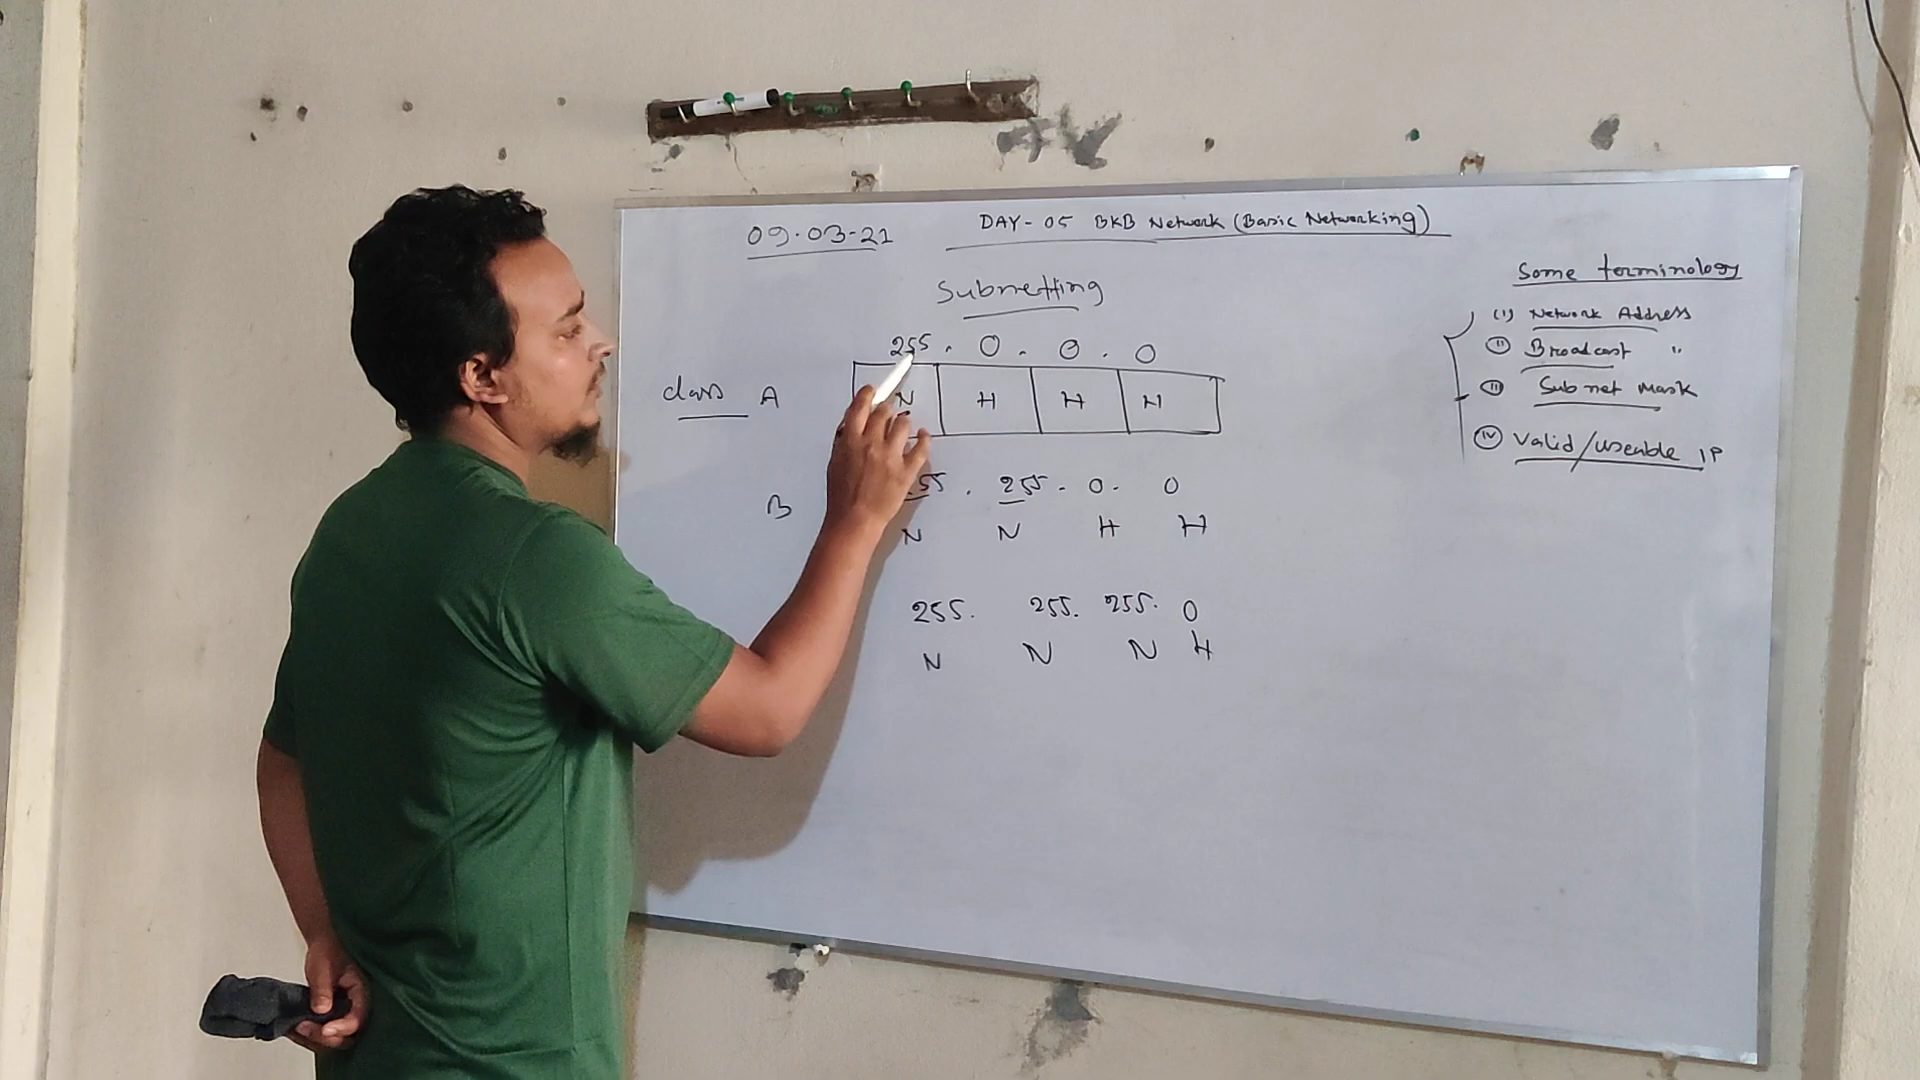 09.03-21
DAY-05 BKB Network (Basic Networking)
Subnetting
255 . 0 . 0 . 0
class A
N H H H
B
255 . 255 . 0 . 0
N N H H
255. 255. 255. 0
N N N H
Some terminology
(i) Network Address
(ii) Broadcast "
(iii) Subnet Mask
(iv) Valid/useable IP